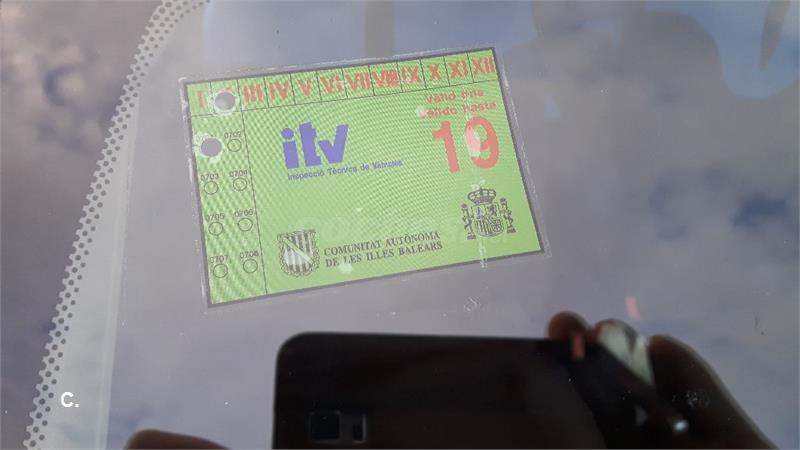 I III IV V VI VII VIII IX X XI XII
Vàlid fins
Válido hasta
19
0702
0703 0704
0705 0706
0707 0708
itv
Inspecció Tècnica de Vehicles
COMUNITAT AUTÒNOMA
DE LES ILLES BALEARS
C.